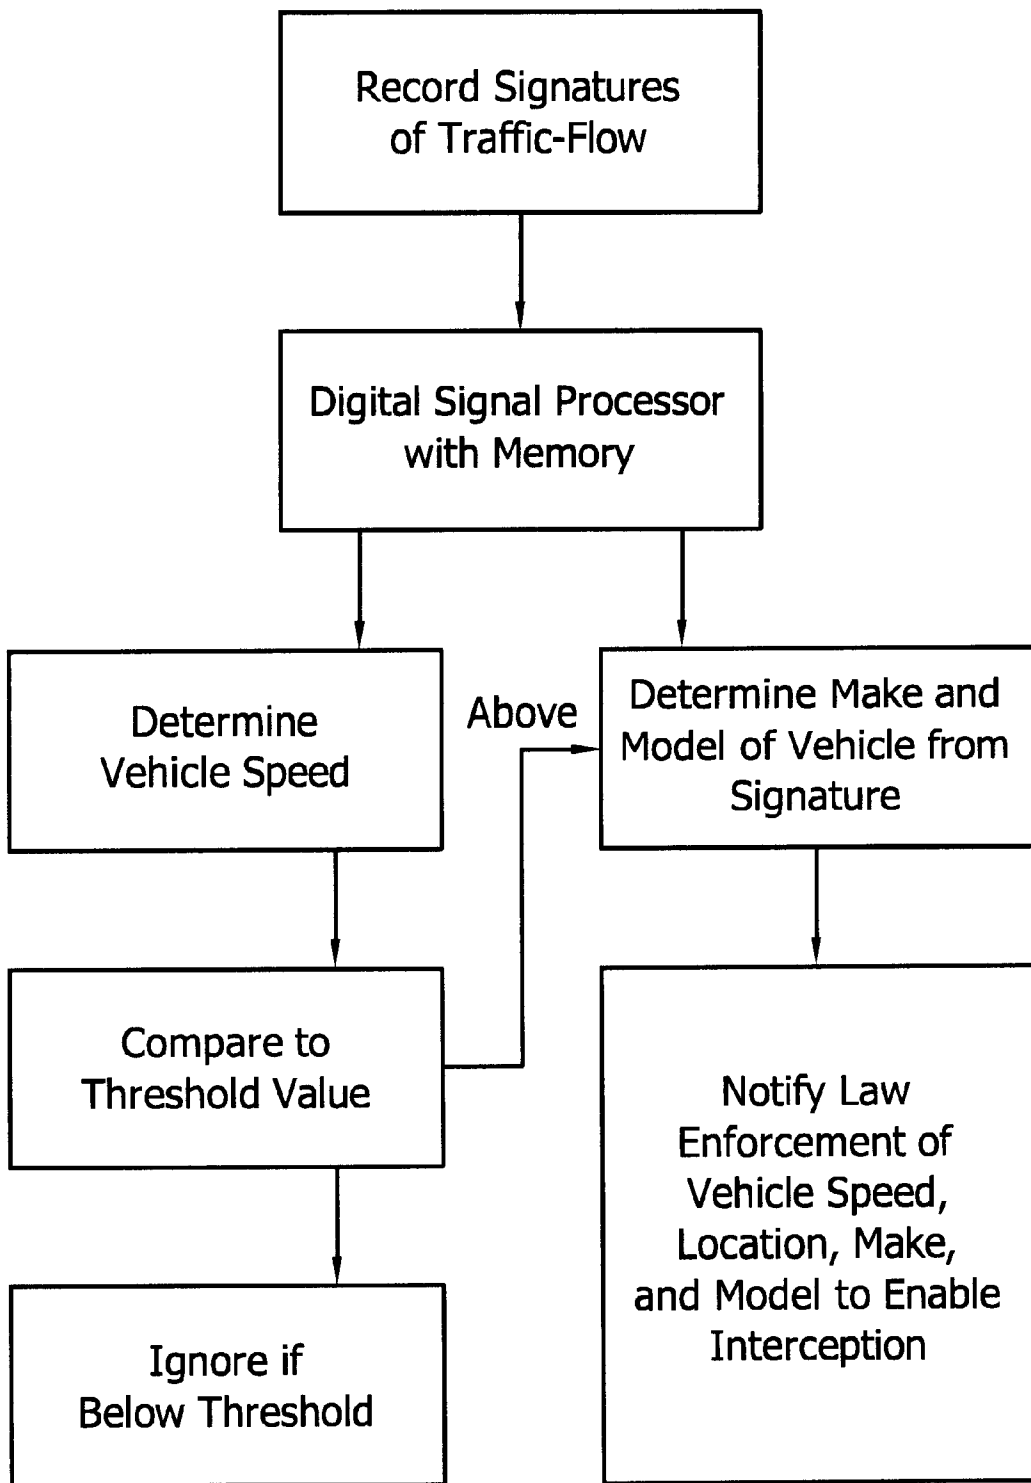 Record Signatures
of Traffic-Flow
Digital Signal Processor
with Memory
Determine
Vehicle Speed
Above
Determine Make and
Model of Vehicle from
Signature
Compare to
Threshold Value
Notify Law
Enforcement of
Vehicle Speed,
Location, Make,
and Model to Enable
Interception
Ignore if
Below Threshold